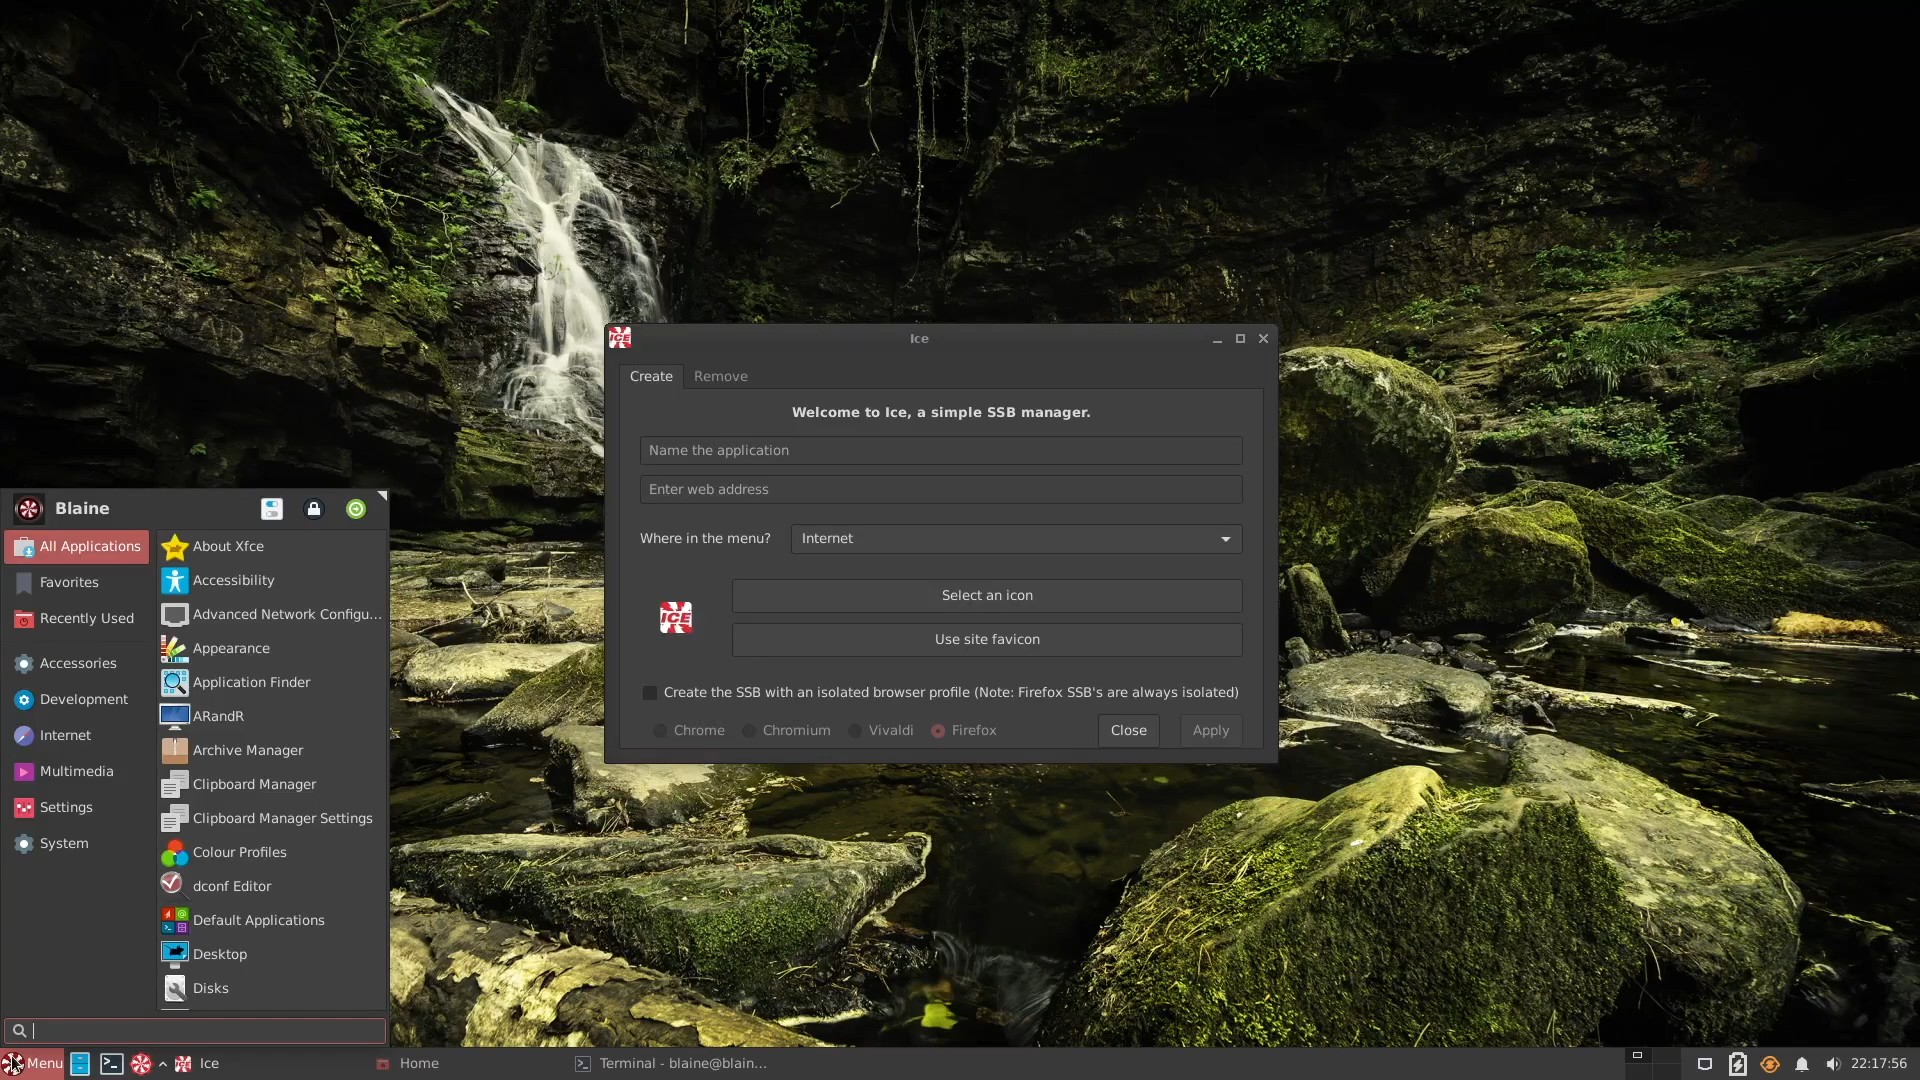 ICE
Ice
Create
Remove
Welcome to Ice, a simple SSB manager.
Name the application
Enter web address
Where in the menu?
Internet
ICE
Select an icon
Use site favicon
Create the SSB with an isolated browser profile (Note: Firefox SSB's are always isolated)
Chrome
Chromium
Vivaldi
Firefox
Close
Apply
Blaine
All Applications
Favorites
Recently Used
Accessories
Development
Internet
Multimedia
Settings
System
About Xfce
Accessibility
Advanced Network Configu...
Appearance
Application Finder
ARandR
Archive Manager
Clipboard Manager
Clipboard Manager Settings
Colour Profiles
dconf Editor
Default Applications
Desktop
Disks
Menu
Ice
Home
Terminal - blaine@blain...
22:17:56